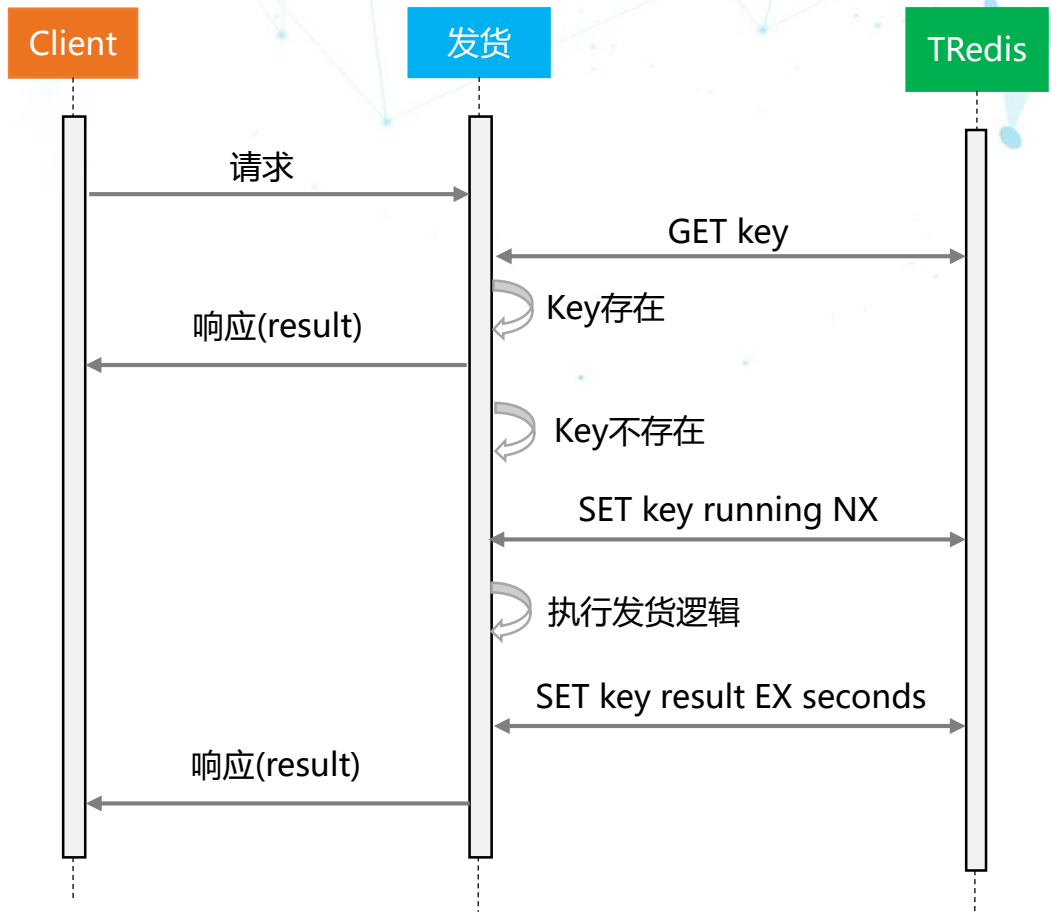 Client
发货
TRedis
请求
GET key
Key存在
响应(result)
Key不存在
SET key running NX
执行发货逻辑
SET key result EX seconds
响应(result)